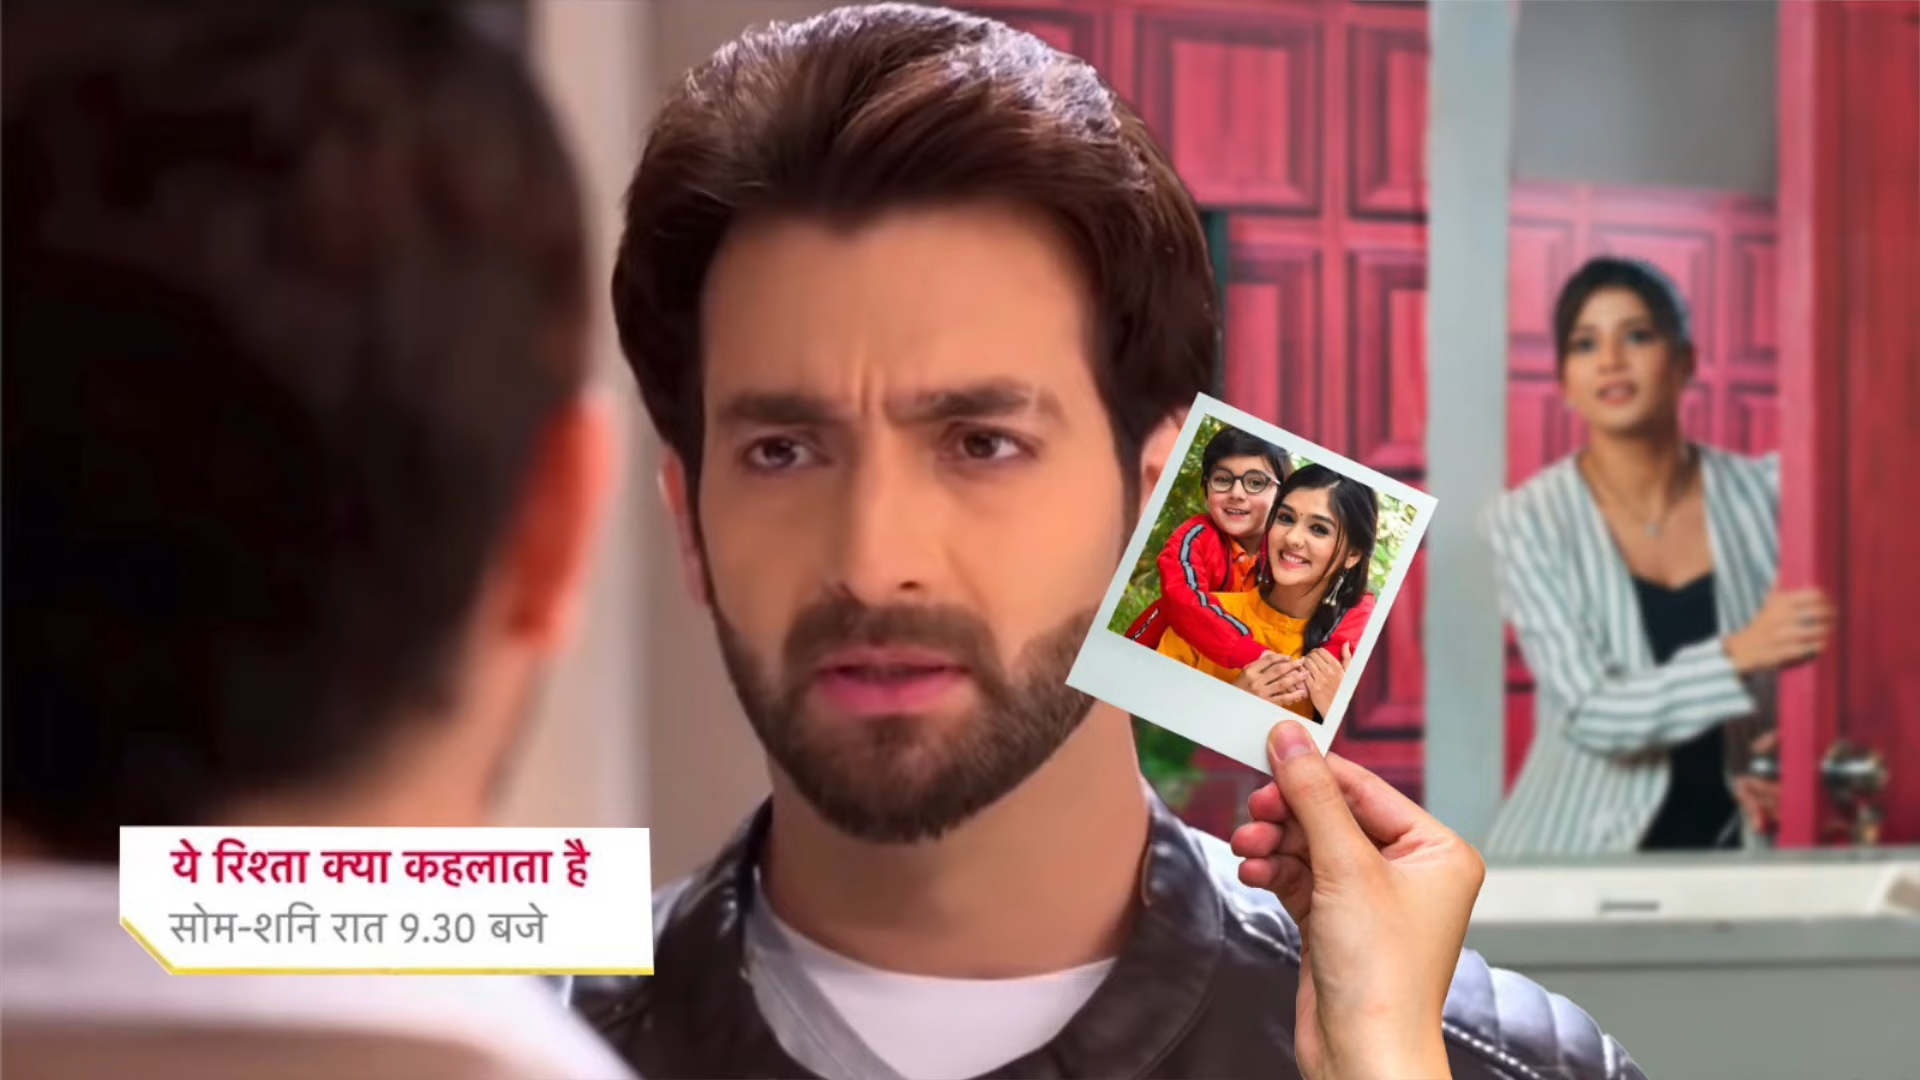 ये रिश्ता क्या कहलाता है
सोम-शनि रात 9.30 बजे